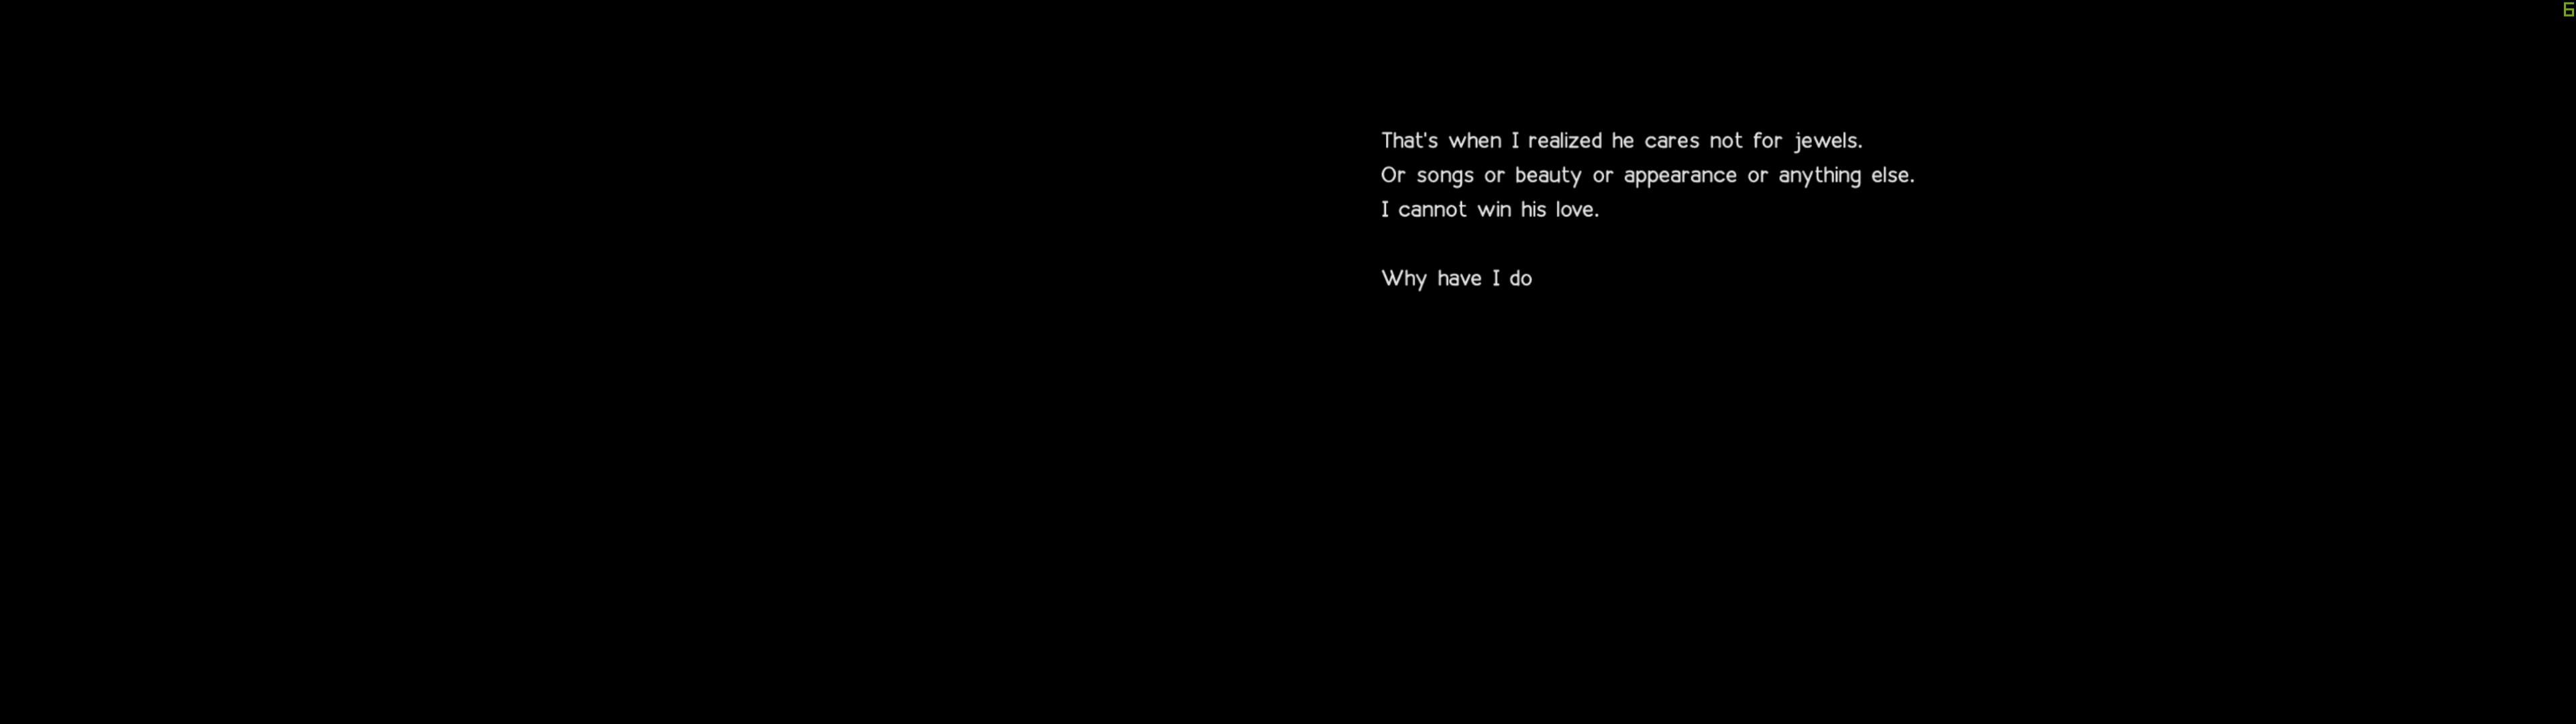 6
That's when I realized he cares not for jewels.
Or songs or beauty or appearance or anything else.
I cannot win his love.
Why have I do